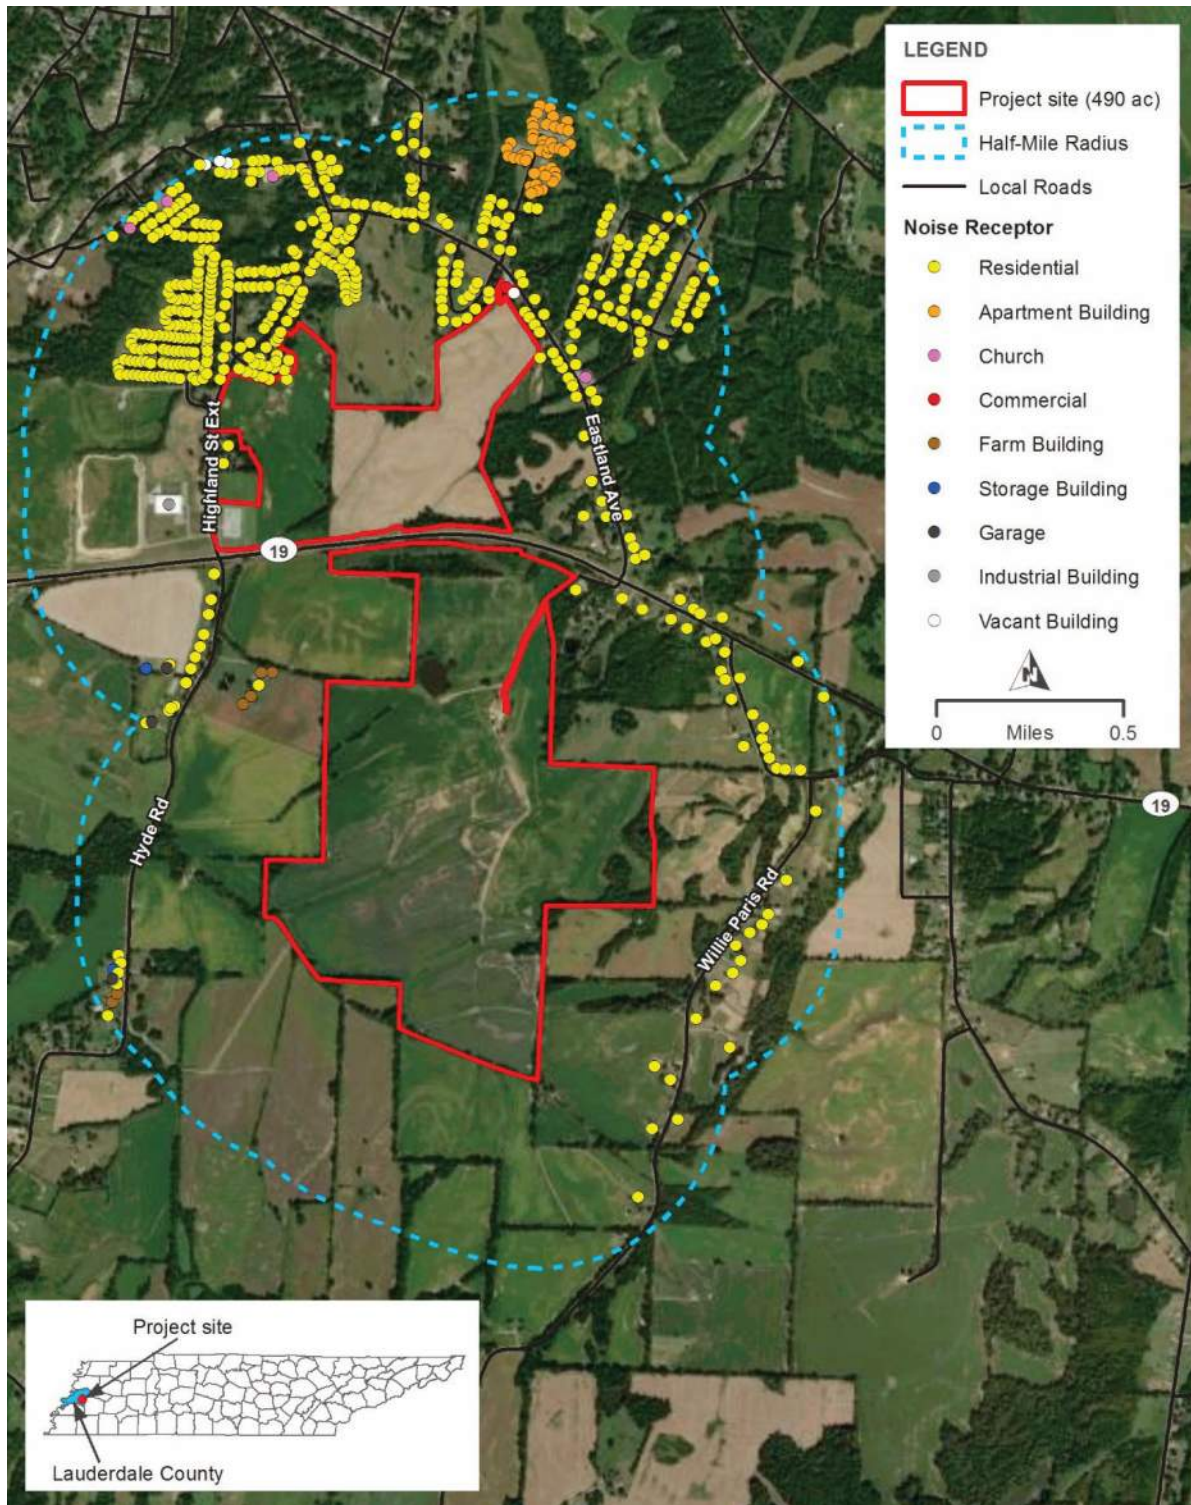 LEGEND
Project site (490 ac)
Half-Mile Radius
Local Roads
Noise Receptor
Residential
Apartment Building
Church
Commercial
Farm Building
Storage Building
Garage
Industrial Building
Vacant Building
N
0 Miles 0.5
Highland St Ext
Eastland Ave
19
19
Hyde Rd
Willie Paris Rd
Project site
Lauderdale County